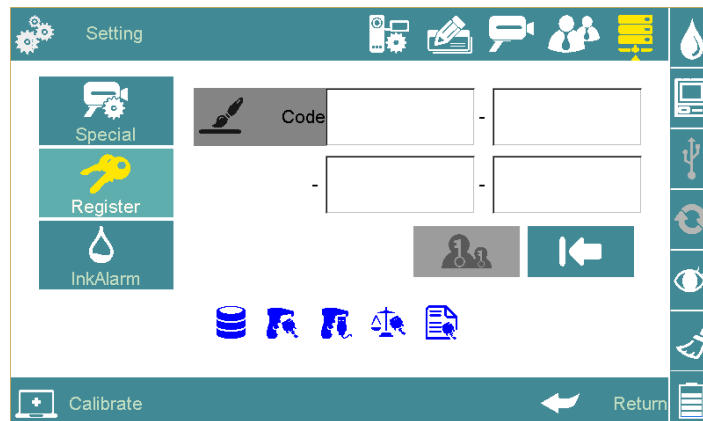 Setting
Special
Code
-
Register
-
-
InkAlarm
Calibrate
Return